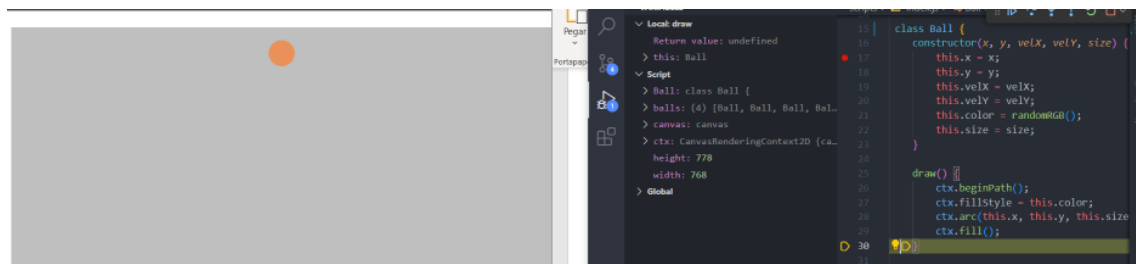 Pegar
Portapape
Local: draw
Return value: undefined
this: Ball
Script
Ball: class Ball {
balls: (4) [Ball, Ball, Ball, Bal…
canvas: canvas
ctx: CanvasRenderingContext2D {ca…
height: 778
width: 768
Global
4
1
15 class Ball {
16 constructor(x, y, velX, velY, size) {
17 this.x = x;
18 this.y = y;
19 this.velX = velX;
20 this.velY = velY;
21 this.color = randomRGB();
22 this.size = size;
23 }
24
25 draw() {
26 ctx.beginPath();
27 ctx.fillStyle = this.color;
28 ctx.arc(this.x, this.y, this.size
29 ctx.fill();
30 }
31